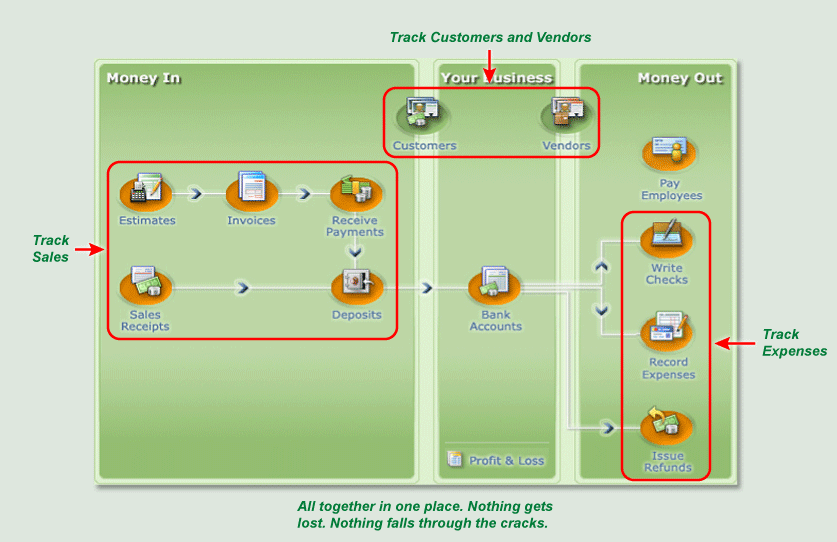 Track Customers and Vendors
Money In
Your Business
Money Out
Customers
Vendors
Pay
Employees
Estimates
Invoices
Receive
Payments
Track
Sales
Write
Checks
Sales
Receipts
Deposits
Bank
Accounts
Track
Expenses
Record
Expenses
Issue
Refunds
Profit & Loss
All together in one place. Nothing gets
lost. Nothing falls through the cracks.